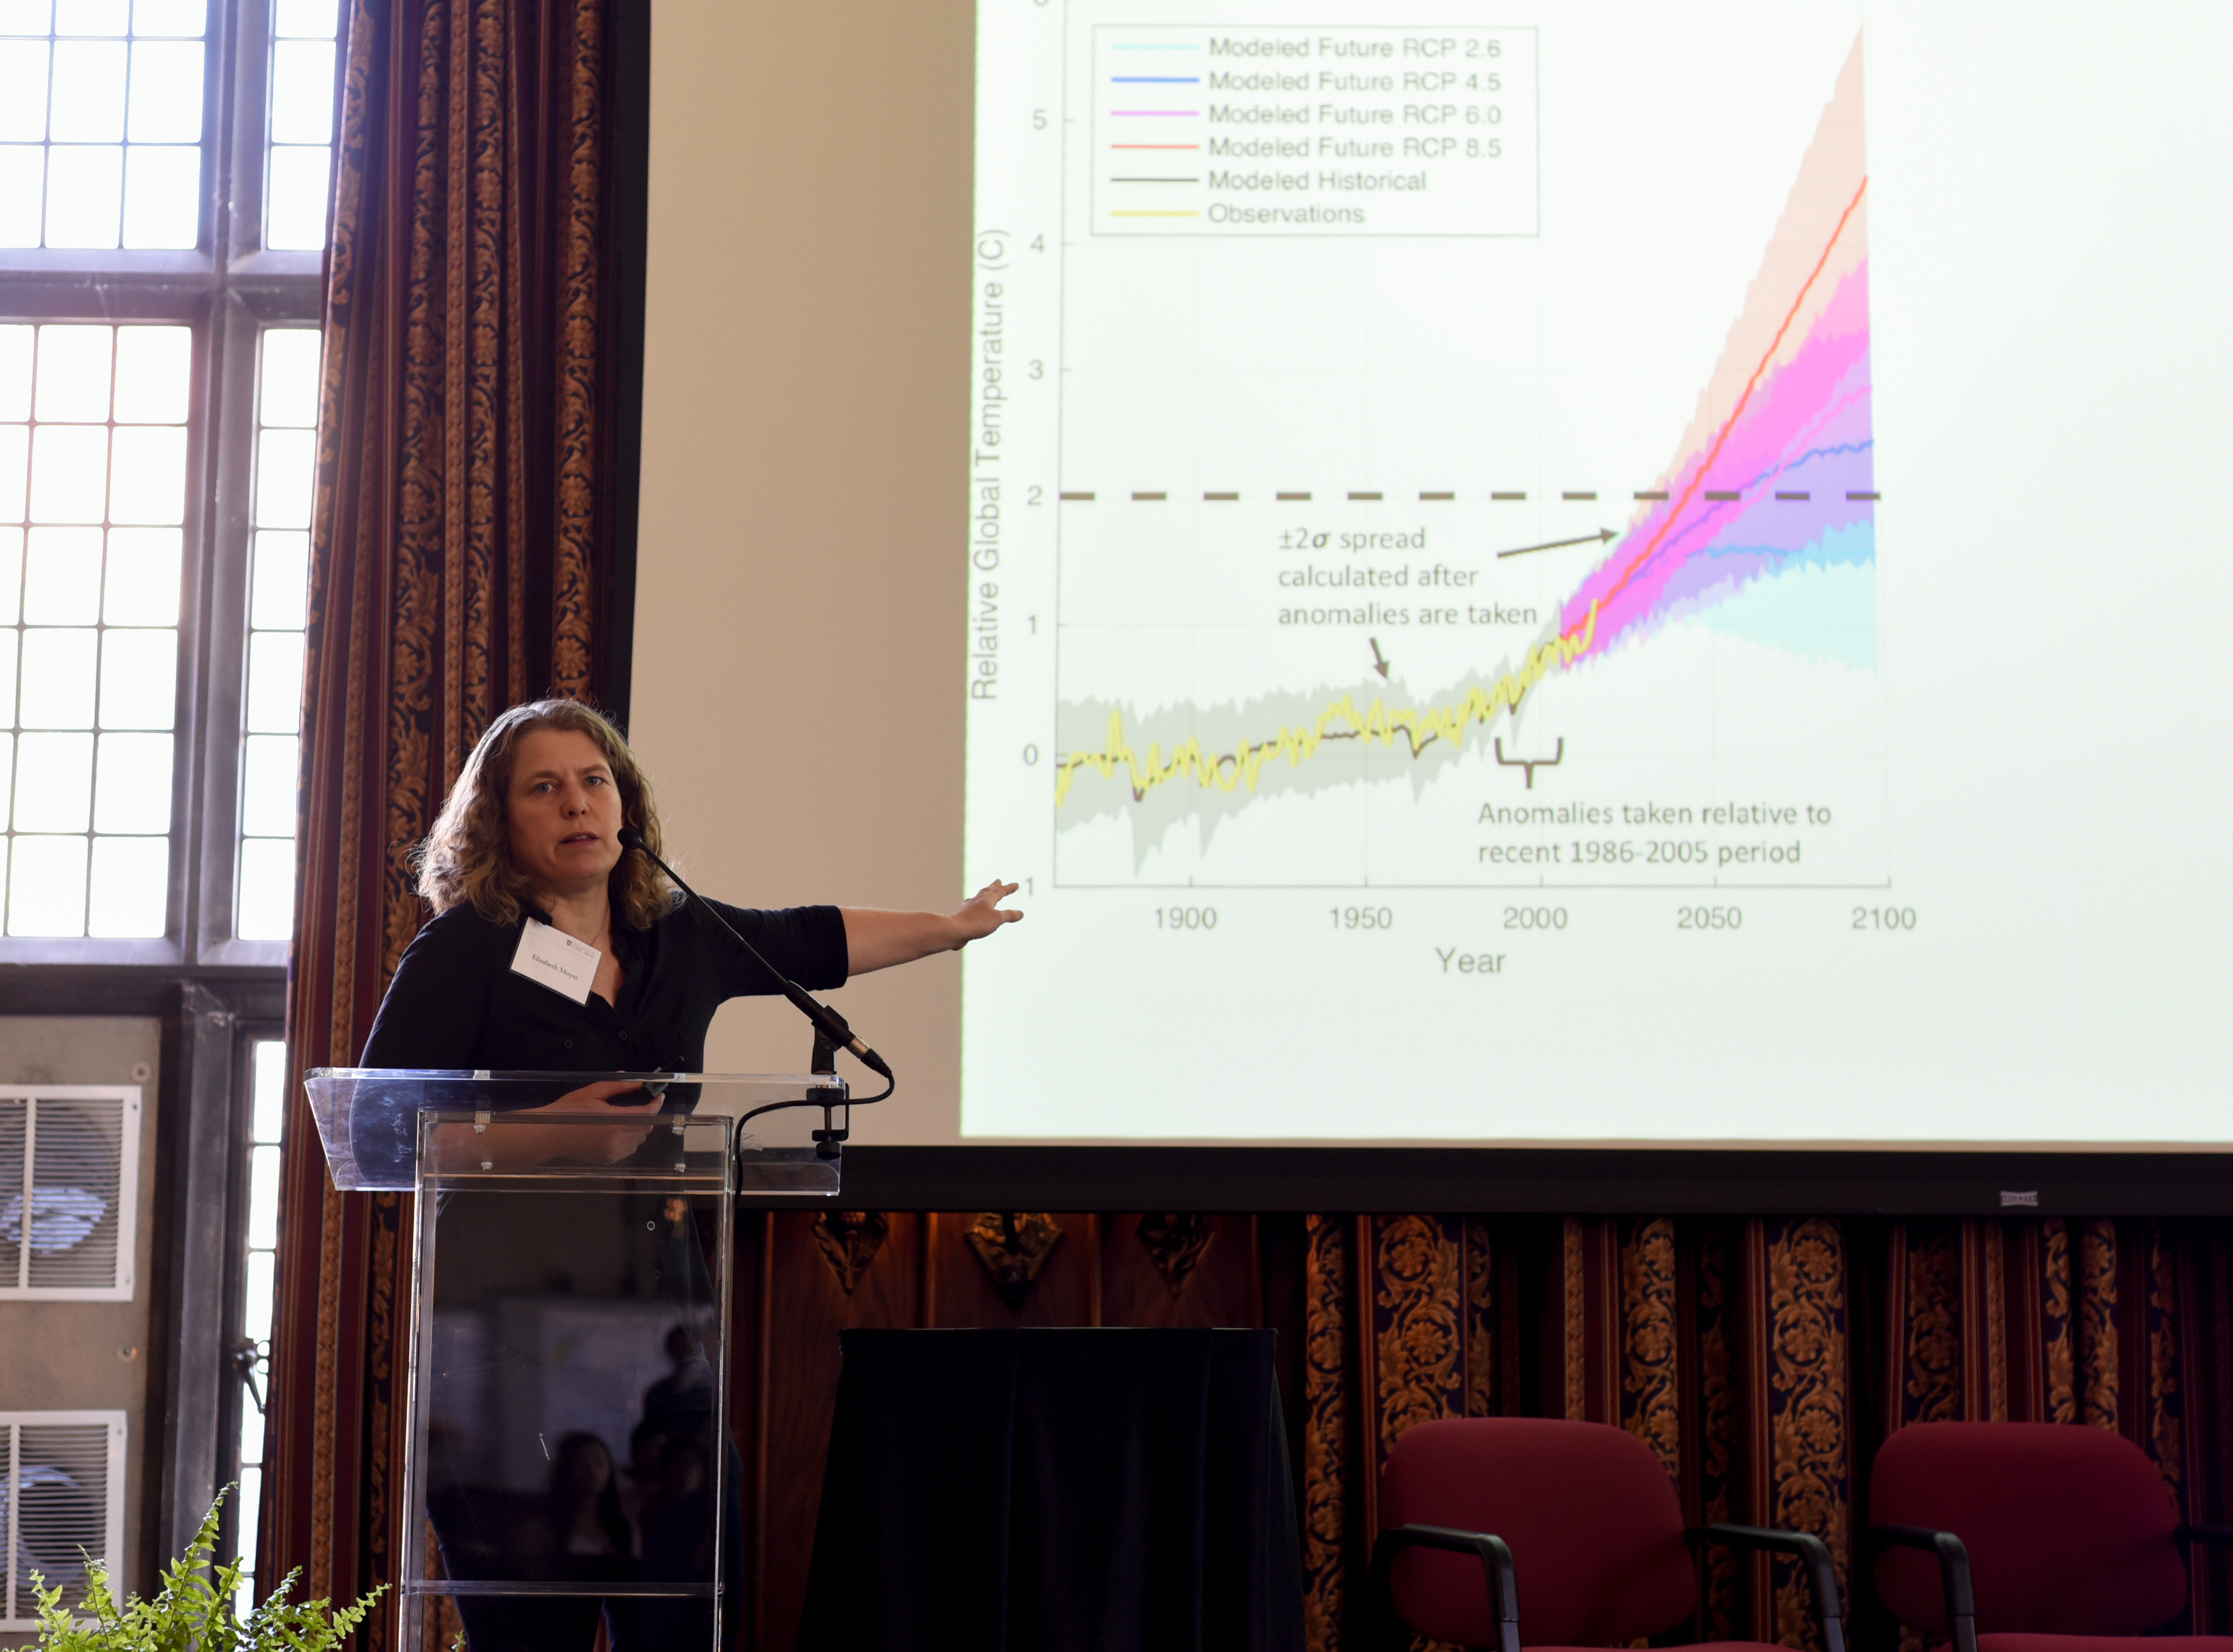 Modeled Future RCP 2.6
Modeled Future RCP 4.5
Modeled Future RCP 6.0
Modeled Future RCP 8.5
Modeled Historical
Observations
5
4
3
2
1
0
1
Relative Global Temperature (C)
±2σ spread
calculated after
anomalies are taken
Anomalies taken relative to
recent 1986-2005 period
1900 1950 2000 2050 2100
Year
Elisabeth Moyer